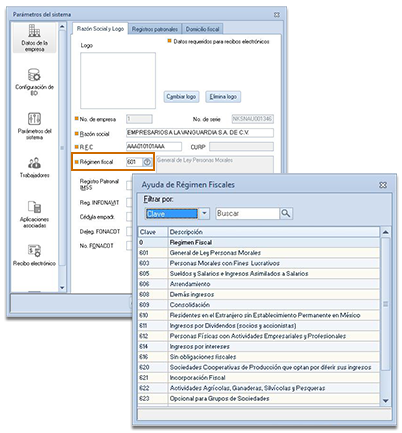 Parámetros del sistema
Datos de la empresa
Configuración de BD
Parámetros del sistema
Trabajadores
Aplicaciones asociadas
Recibo electrónico
Razón Social y Logo
Registros patronales
Domicilio fiscal
Logo
Datos requeridos para recibos electrónicos
Cambiar logo
Elimina logo
No. de empresa 1 No. de serie NKSNAU001346
Razón social EMPRESARIOS A LA VANGUARDIA S.A. DE C.V.
R.F.C AAA010101AAA CURP
Régimen fiscal 601 General de Ley Personas Morales
Registro Patronal IMSS
Reg. INFONAVIT
Cédula empadr.
Deleg. FONACOT
No. FONACOT
Ayuda de Régimen Fiscales
Filtrar por:
Clave
Buscar
Clave Descripción
0 Regimen Fiscal
601 General de Ley Personas Morales
603 Personas Morales con Fines Lucrativos
605 Sueldos y Salarios e Ingresos Asimilados a Salarios
606 Arrendamiento
608 Demás ingresos
609 Consolidación
610 Residentes en el Extranjero sin Establecimiento Permanente en México
611 Ingresos por Dividendos (socios y accionistas)
612 Personas Físicas con Actividades Empresariales y Profesionales
614 Ingresos por intereses
616 Sin obligaciones fiscales
620 Sociedades Cooperativas de Producción que optan por diferir sus ingresos
621 Incorporación Fiscal
622 Actividades Agrícolas, Ganaderas, Silvícolas y Pesqueras
623 Opcional para Grupos de Sociedades